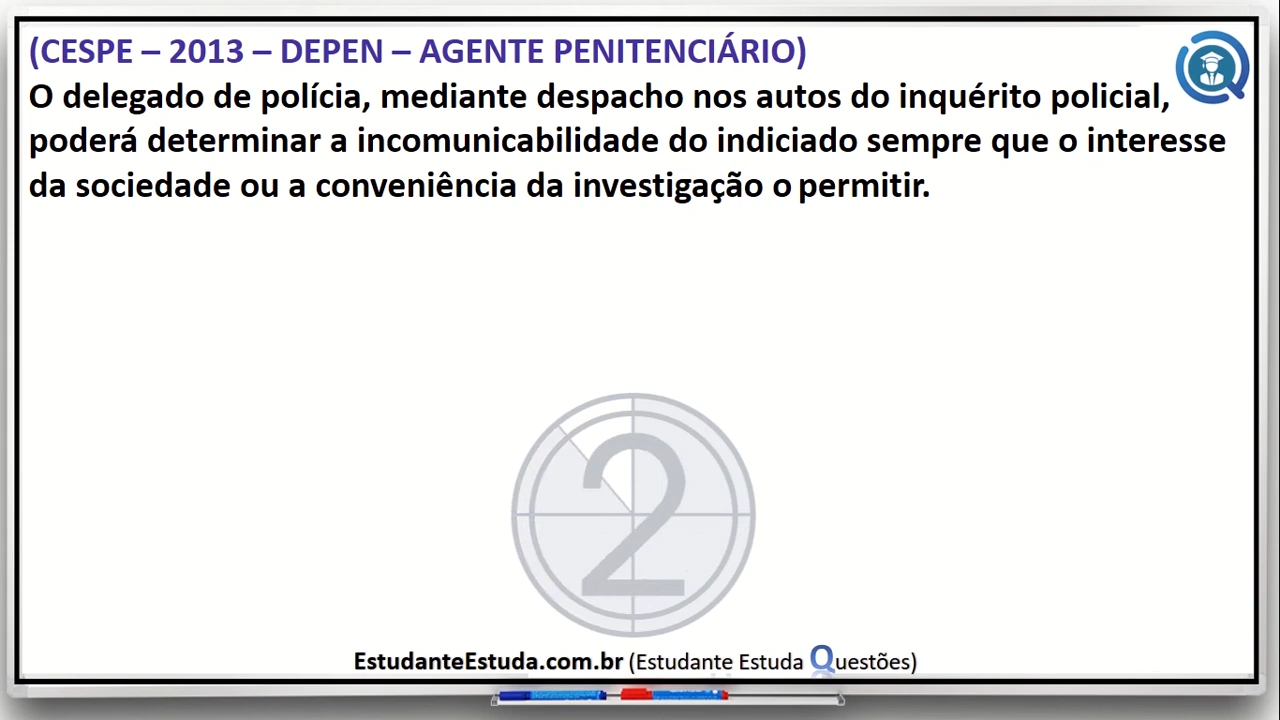 (CESPE – 2013 – DEPEN – AGENTE PENITENCIÁRIO)
O delegado de polícia, mediante despacho nos autos do inquérito policial,
poderá determinar a incomunicabilidade do indiciado sempre que o interesse
da sociedade ou a conveniência da investigação o permitir.
2
EstudanteEstuda.com.br (Estudante Estuda Questões)